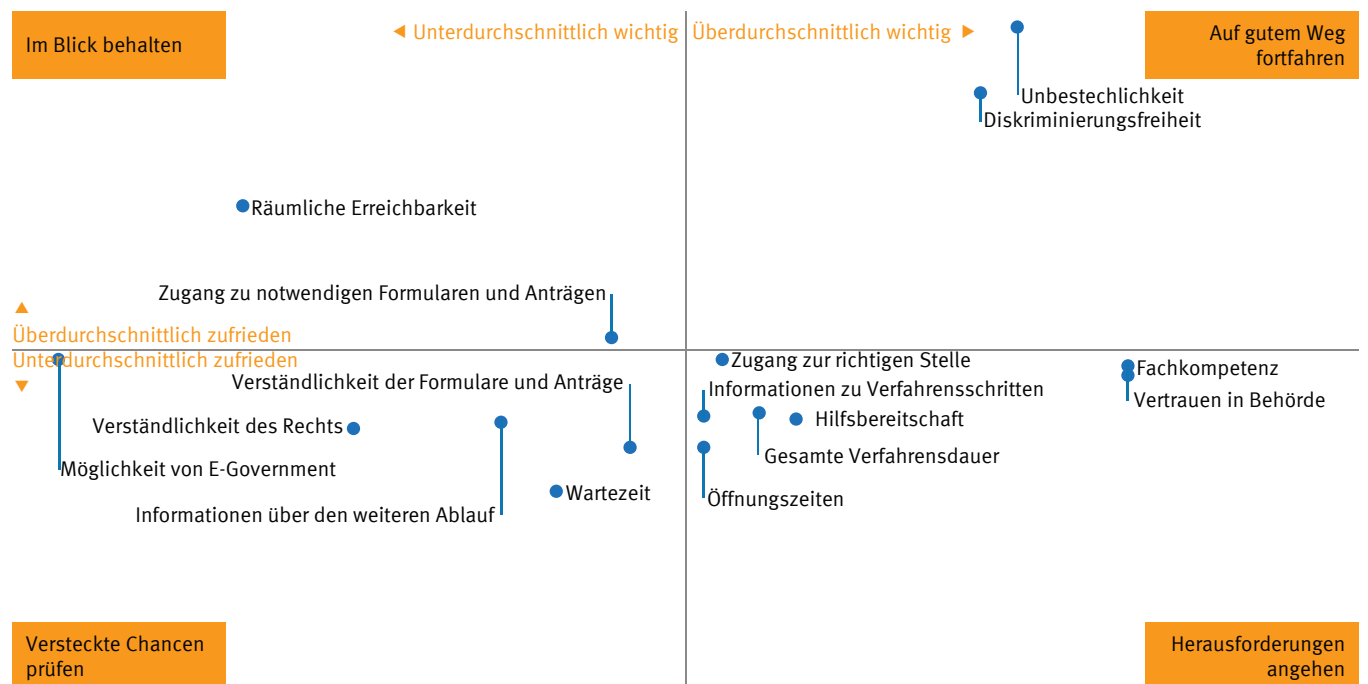 Im Blick behalten
◄ Unterdurchschnittlich wichtig
Überdurchschnittlich wichtig ►
Auf gutem Weg
fortfahren
Unbestechlichkeit
Diskriminierungsfreiheit
Räumliche Erreichbarkeit
Zugang zu notwendigen Formularen und Anträgen
▲
Überdurchschnittlich zufrieden
Unterdurchschnittlich zufrieden
▼
Zugang zur richtigen Stelle
Fachkompetenz
Verständlichkeit der Formulare und Anträge
Informationen zu Verfahrensschritten
Vertrauen in Behörde
Verständlichkeit des Rechts
Hilfsbereitschaft
Möglichkeit von E-Government
Gesamte Verfahrensdauer
Wartezeit
Öffnungszeiten
Informationen über den weiteren Ablauf
Versteckte Chancen
prüfen
Herausforderungen
angehen